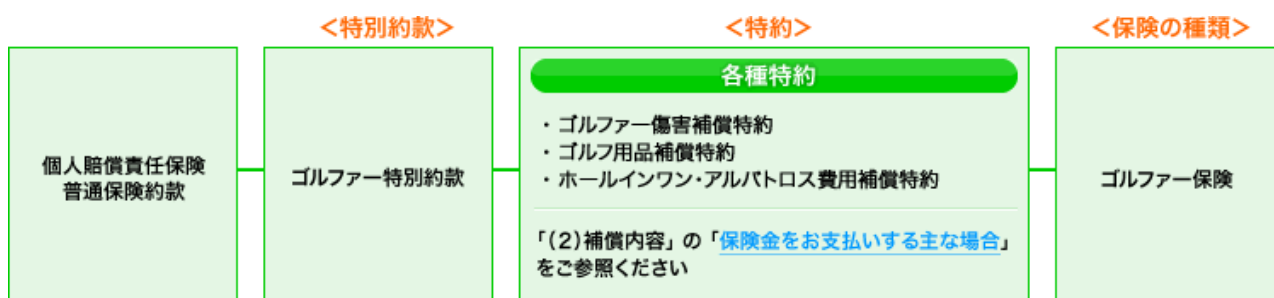 <特別約款>
<特約>
<保険の種類>
個人賠償責任保険
普通保険約款
ゴルファー特別約款
各種特約
・ゴルファー傷害補償特約
・ゴルフ用品補償特約
・ホールインワン・アルバトロス費用補償特約
「(2)補償内容」の「保険金をお支払いする主な場合」
をご参照ください
ゴルファー保険